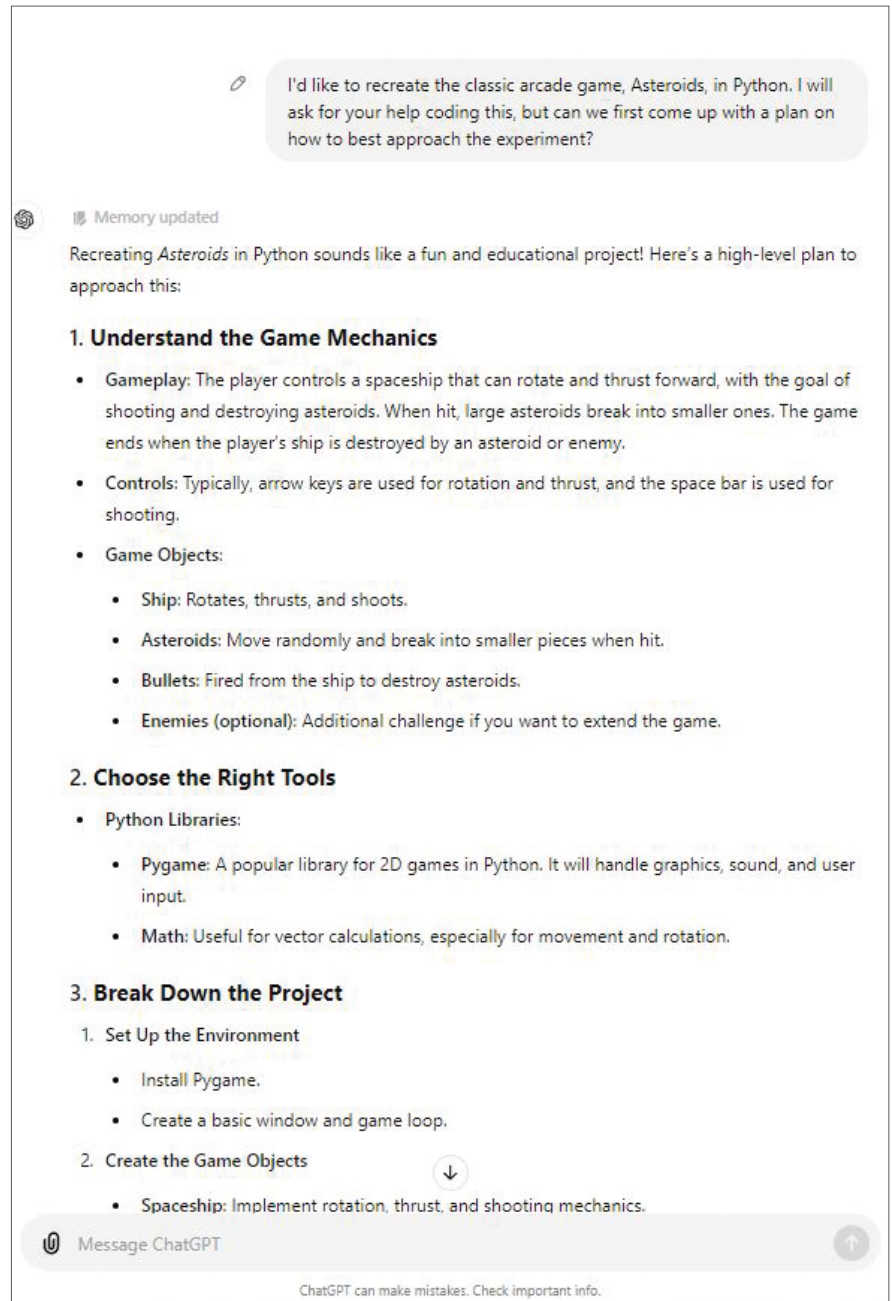 I'd like to recreate the classic arcade game, Asteroids, in Python. I will
ask for your help coding this, but can we first come up with a plan on
how to best approach the experiment?
Memory updated
Recreating Asteroids in Python sounds like a fun and educational project! Here's a high-level plan to
approach this:
1. Understand the Game Mechanics
• Gameplay: The player controls a spaceship that can rotate and thrust forward, with the goal of
shooting and destroying asteroids. When hit, large asteroids break into smaller ones. The game
ends when the player's ship is destroyed by an asteroid or enemy.
• Controls: Typically, arrow keys are used for rotation and thrust, and the space bar is used for
shooting.
• Game Objects:
• Ship: Rotates, thrusts, and shoots.
• Asteroids: Move randomly and break into smaller pieces when hit.
• Bullets: Fired from the ship to destroy asteroids.
• Enemies (optional): Additional challenge if you want to extend the game.
2. Choose the Right Tools
• Python Libraries:
• Pygame: A popular library for 2D games in Python. It will handle graphics, sound, and user
input.
• Math: Useful for vector calculations, especially for movement and rotation.
3. Break Down the Project
1. Set Up the Environment
• Install Pygame.
• Create a basic window and game loop.
2. Create the Game Objects
• Spaceship: Implement rotation, thrust, and shooting mechanics.
Message ChatGPT
ChatGPT can make mistakes. Check important info.